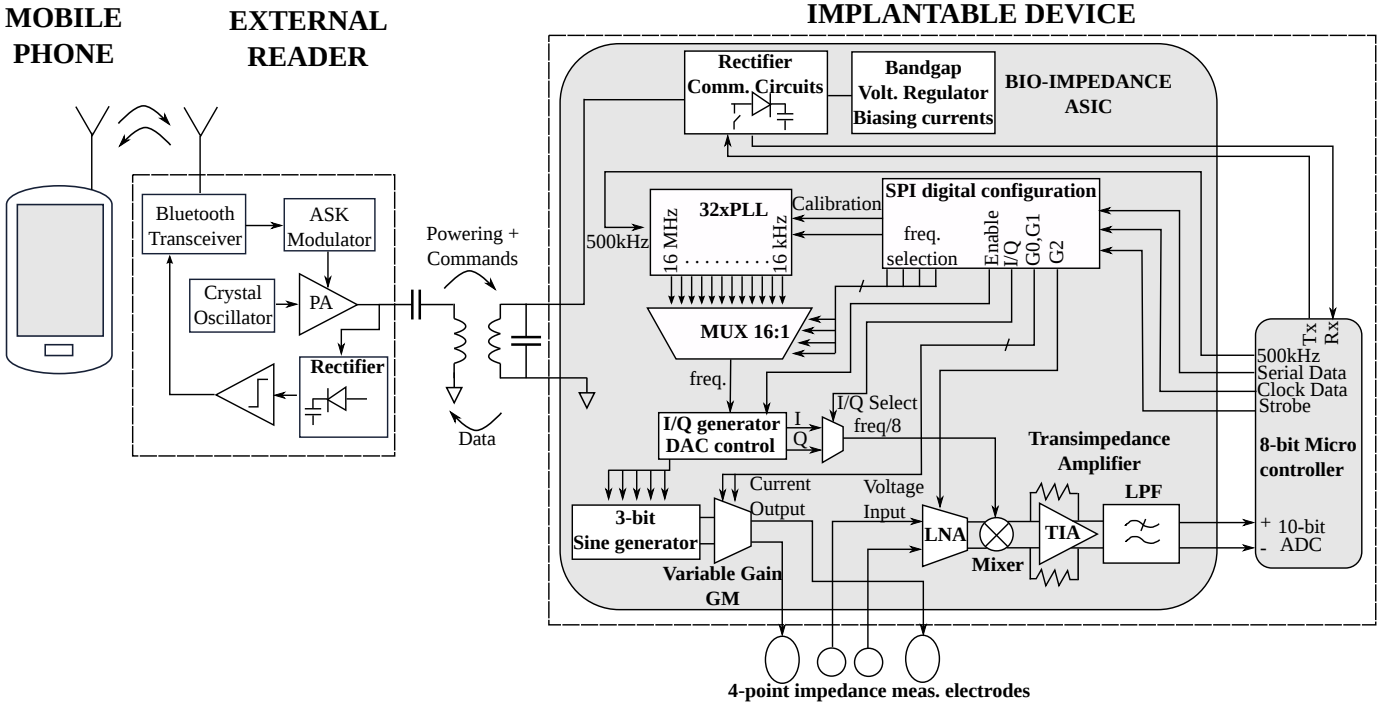 MOBILE
PHONE
EXTERNAL
READER
IMPLANTABLE DEVICE
Bluetooth
Transceiver
ASK
Modulator
Crystal
Oscillator
PA
Rectifier
Powering +
Commands
Data
Rectifier
Comm. Circuits
Bandgap
Volt. Regulator
Biasing currents
BIO-IMPEDANCE
ASIC
500kHz
32xPLL
16 MHz
. . . . . . . . .
16 kHz
Calibration
SPI digital configuration
freq.
selection
Enable
I/Q
G0,G1
G2
MUX 16:1
freq.
I/Q generator
DAC control
I
Q
I/Q Select
freq/8
3-bit
Sine generator
Current
Output
Variable Gain
GM
Voltage
Input
LNA
Mixer
Transimpedance
Amplifier
TIA
LPF
Tx
Rx
500kHz
Serial Data
Clock Data
Strobe
8-bit Micro
controller
+ 10-bit
- ADC
4-point impedance meas. electrodes